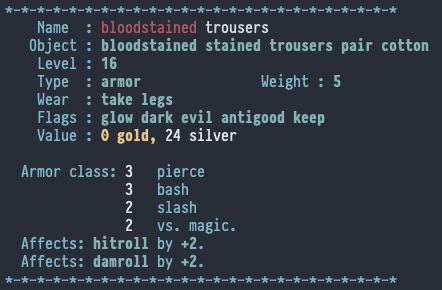 *-*-*-*-*-*-*-*-*-*-*-*-*-*-*-*-*-*-*-*-*-*-*-*-*
Name : bloodstained trousers
Object : bloodstained stained trousers pair cotton
Level : 16
Type : armor Weight : 5
Wear : take legs
Flags : glow dark evil antigood keep
Value : 0 gold, 24 silver
Armor class: 3 pierce
3 bash
2 slash
2 vs. magic.
Affects: hitroll by +2.
Affects: damroll by +2.
*-*-*-*-*-*-*-*-*-*-*-*-*-*-*-*-*-*-*-*-*-*-*-*-*